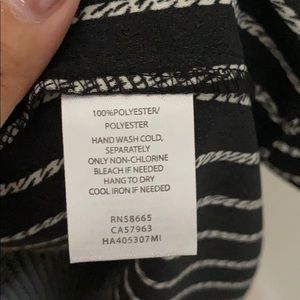 100%POLYESTER/
POLYESTER
HAND WASH COLD,
SEPARATELY
ONLY NON-CHLORINE
BLEACH IF NEEDED
HANG TO DRY
COOL IRON IF NEEDED
RN58665
CA57963
HA405307MI